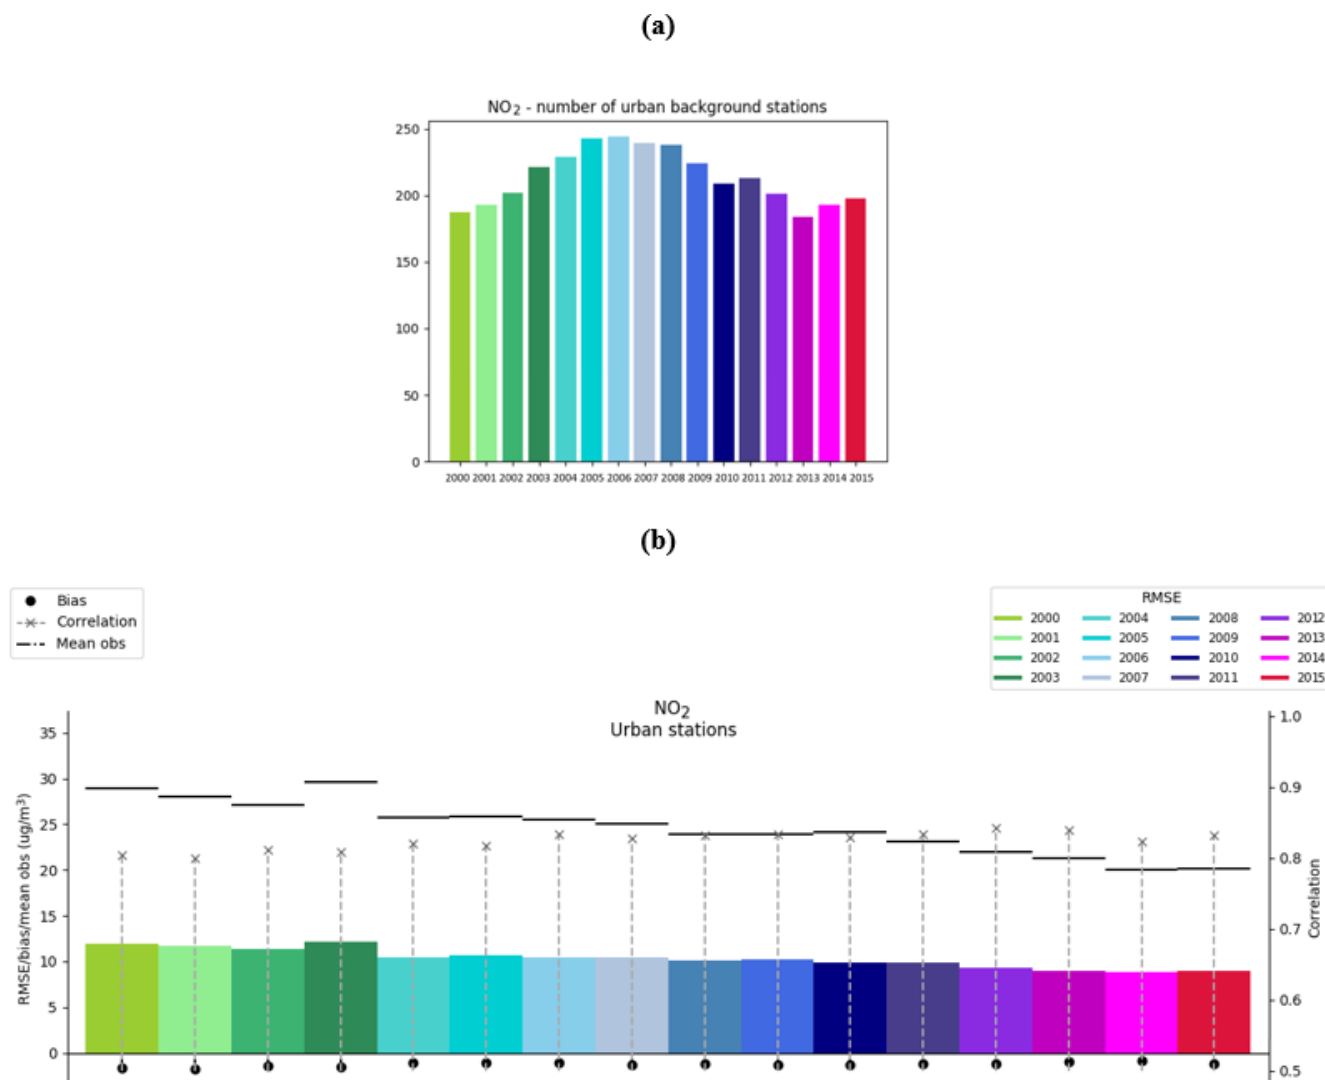 (a)
NO2 - number of urban background stations
250
200
150
100
50
0
2000 2001 2002 2003 2004 2005 2006 2007 2008 2009 2010 2011 2012 2013 2014 2015
(b)
Bias
Correlation
Mean obs
RMSE
2000 2004 2008 2012
2001 2005 2009 2013
2002 2006 2010 2014
2003 2007 2011 2015
NO2
Urban stations
RMSE/bias/mean obs (ug/m3)
35
30
25
20
15
10
5
0
1.0
0.9
0.8
0.7
0.6
0.5
Correlation